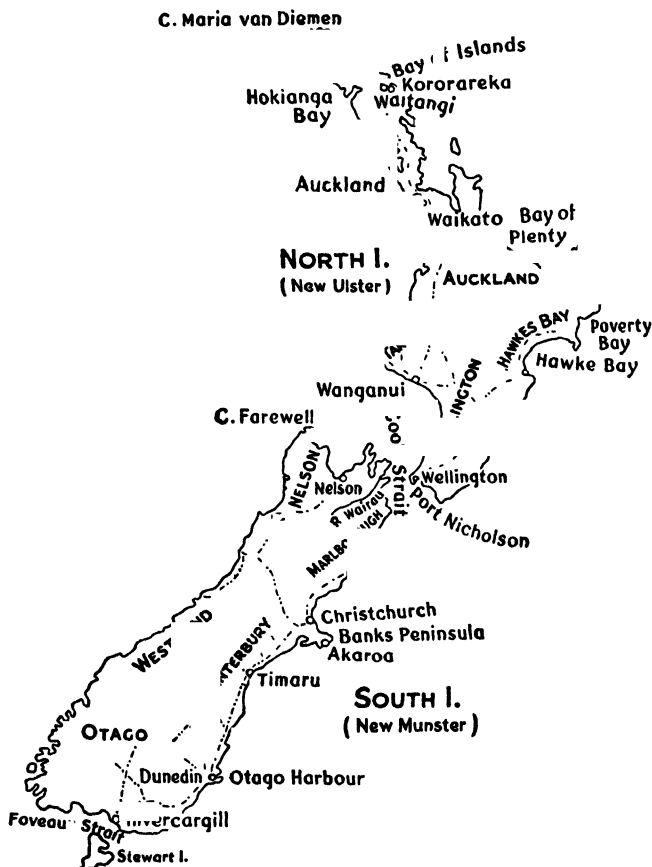 C. Maria van Diemen
Bay of Islands
Kororareka
Waitangi
Hokianga
Bay
Auckland
Waikato
Bay of
Plenty
NORTH I.
(New Ulster)
AUCKLAND
HAWKES BAY
Poverty
Bay
Hawke Bay
Wanganui
C. Farewell
NELSON
Nelson
Strait
Wellington
Port Nicholson
R Wairau
Christchurch
Banks Peninsula
Akaroa
Timaru
SOUTH I.
(New Munster)
OTAGO
Dunedin
Otago Harbour
Strait
Stewart I.